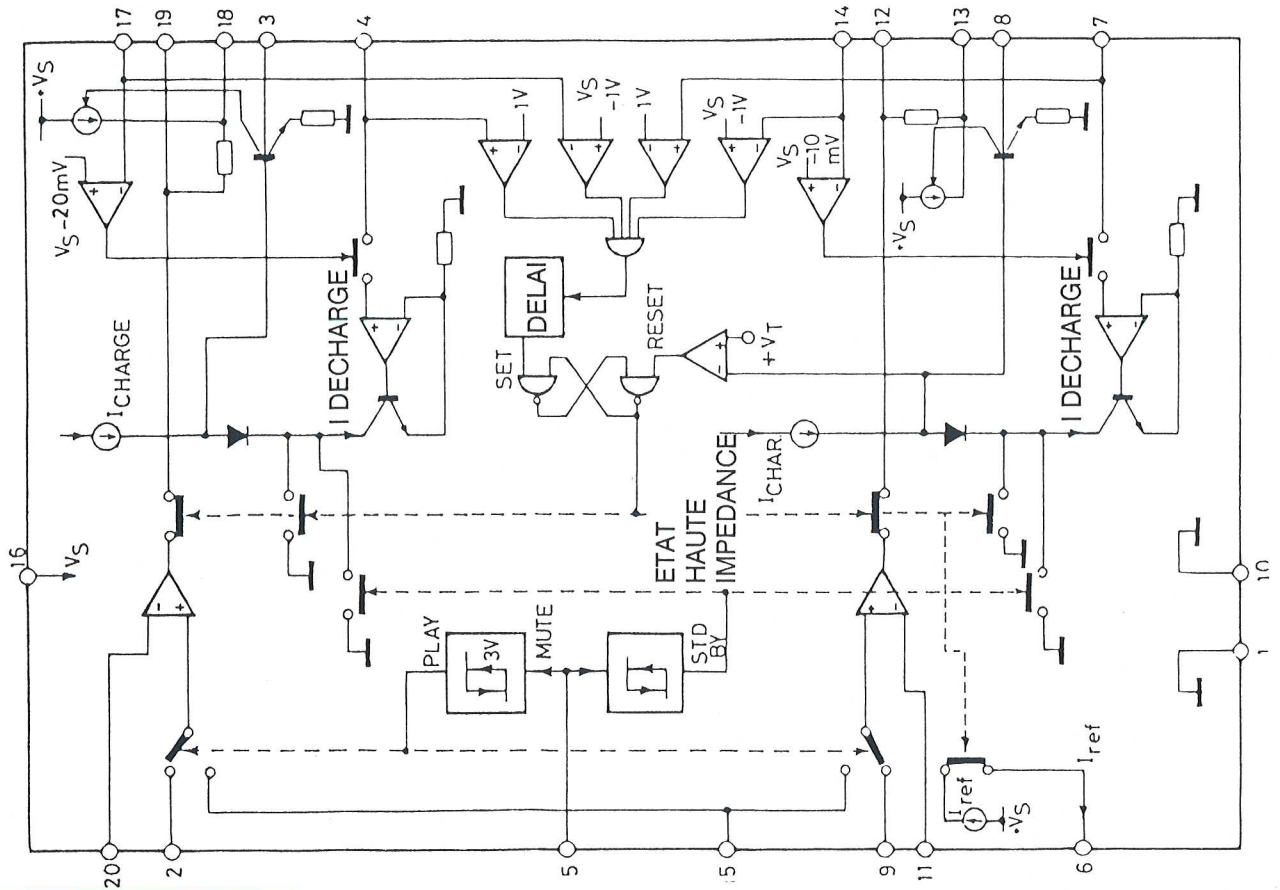 17
19
18
3
4
14
12
13
8
7
+VS
VS-20mV
1V
VS
-1V
1V
VS
-1V
VS
-10
mV
+VS
ICHARGE
I DECHARGE
DELAI
SET
RESET
+VT
I DECHARGE
ICHAR.
ETAT
HAUTE
IMPEDANCE
16
VS
PLAY
3V
MUTE
STD
BY
Iref
+VS
Iref
20
2
5
15
9
11
6
1
10